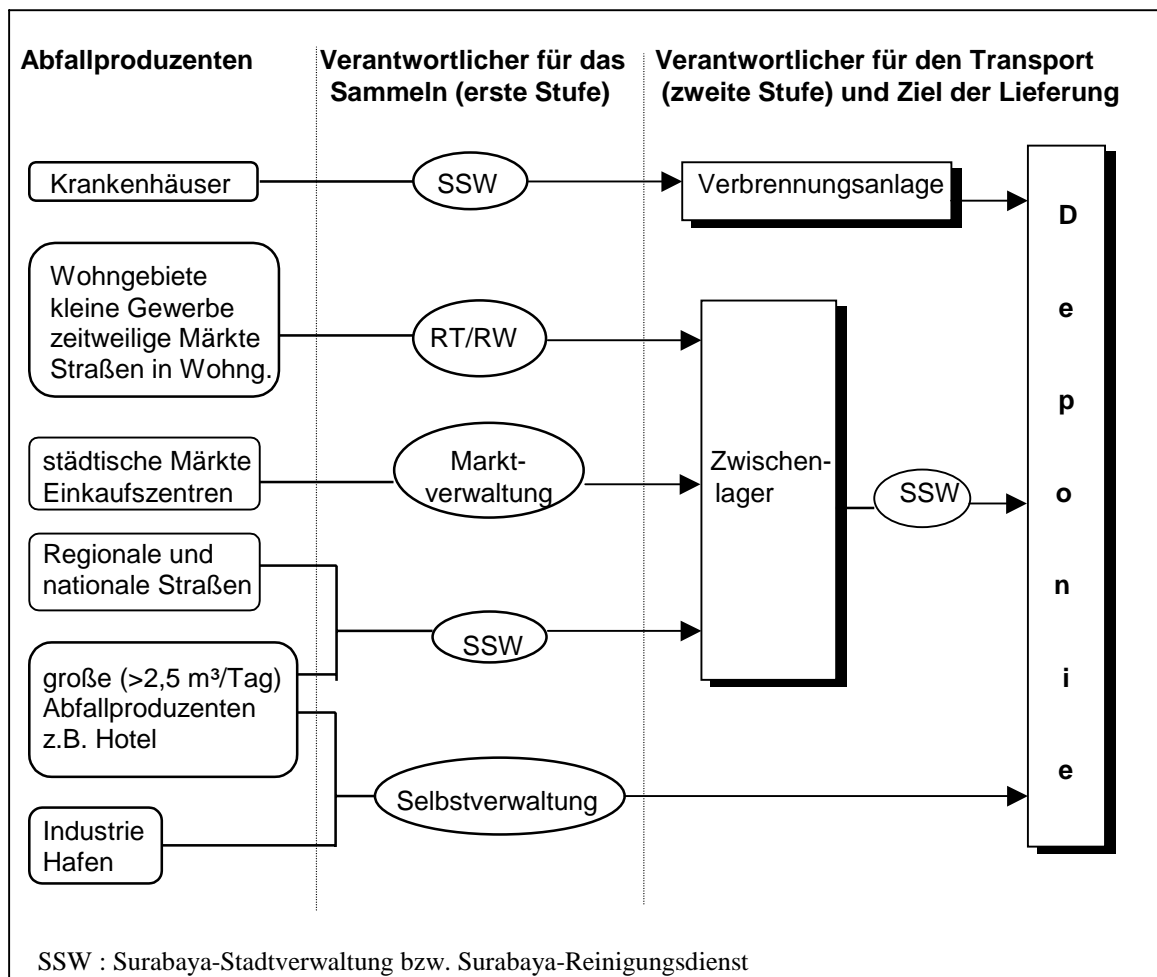 Abfallproduzenten
Verantwortlicher für das
Sammeln (erste Stufe)
Verantwortlicher für den Transport
(zweite Stufe) und Ziel der Lieferung
Krankenhäuser
SSW
Verbrennungsanlage
Wohngebiete
kleine Gewerbe
zeitweilige Märkte
Straßen in Wohng.
RT/RW
städtische Märkte
Einkaufszentren
Markt-
verwaltung
Zwischen-
lager
SSW
Regionale und
nationale Straßen
SSW
große (>2,5 m³/Tag)
Abfallproduzenten
z.B. Hotel
Selbstverwaltung
Industrie
Hafen
D
e
p
o
n
i
e
SSW : Surabaya-Stadtverwaltung bzw. Surabaya-Reinigungsdienst